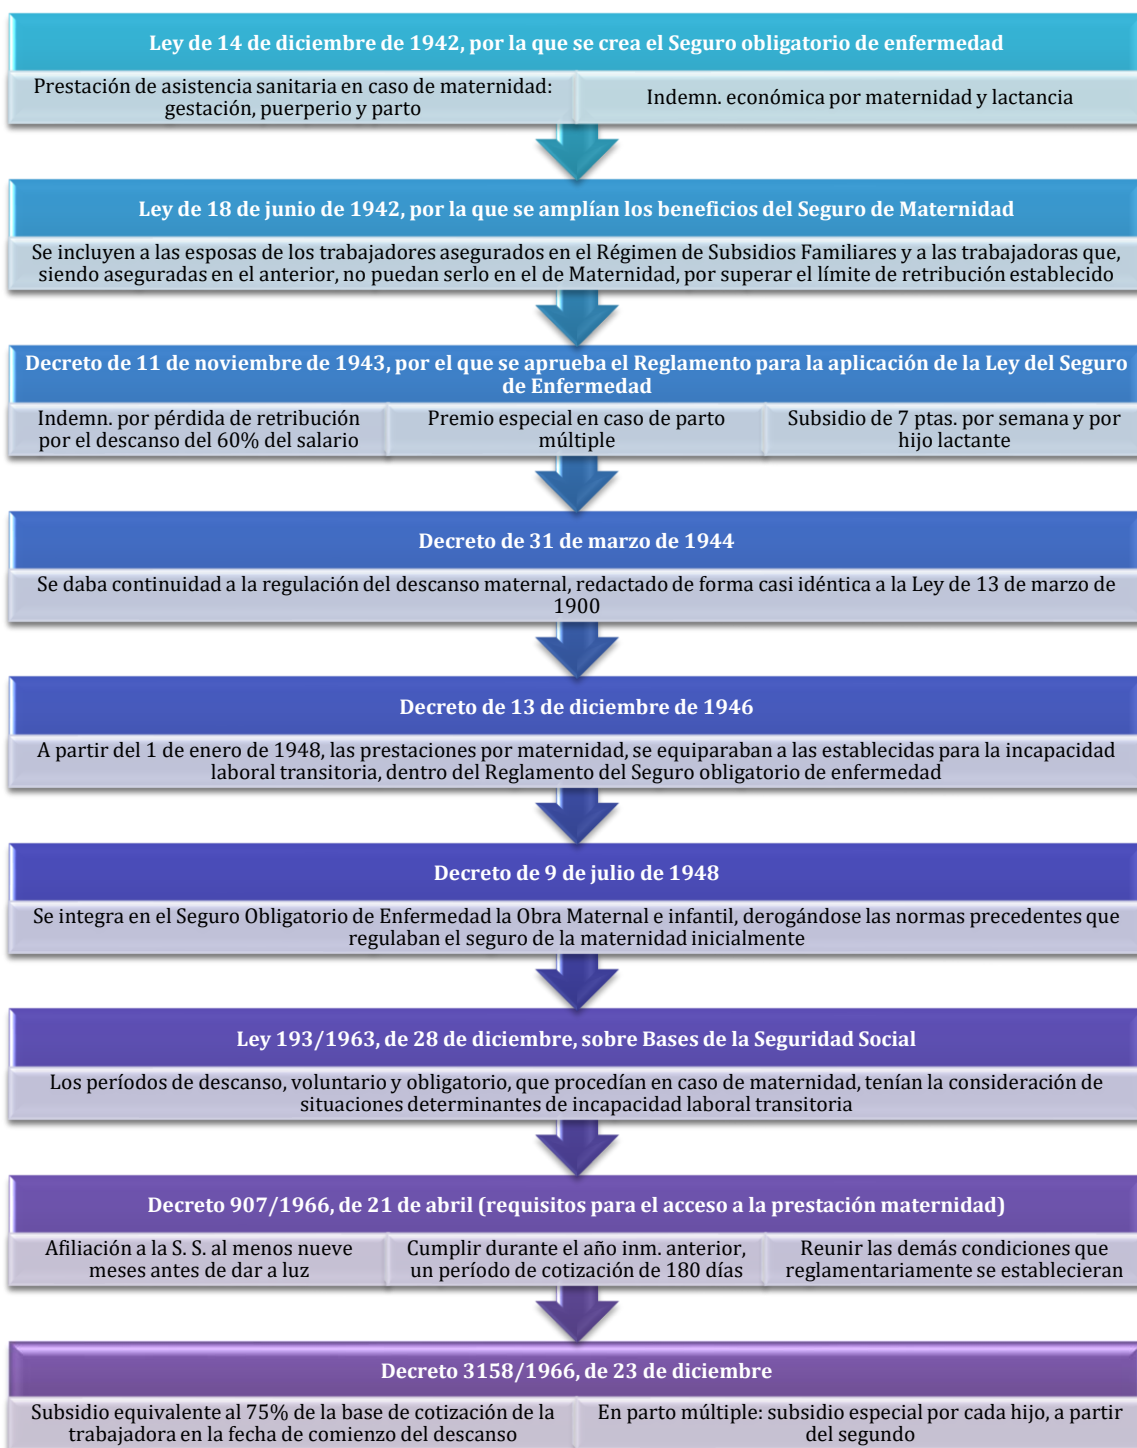 Ley de 14 de diciembre de 1942, por la que se crea el Seguro obligatorio de enfermedad
Prestación de asistencia sanitaria en caso de maternidad:
gestación, puerperio y parto
Indemn. económica por maternidad y lactancia
Ley de 18 de junio de 1942, por la que se amplían los beneficios del Seguro de Maternidad
Se incluyen a las esposas de los trabajadores asegurados en el Régimen de Subsidios Familiares y a las trabajadoras que,
siendo aseguradas en el anterior, no puedan serlo en el de Maternidad, por superar el límite de retribución establecido
Decreto de 11 de noviembre de 1943, por el que se aprueba el Reglamento para la aplicación de la Ley del Seguro
de Enfermedad
Indemn. por pérdida de retribución
por el descanso del 60% del salario
Premio especial en caso de parto
múltiple
Subsidio de 7 ptas. por semana y por
hijo lactante
Decreto de 31 de marzo de 1944
Se daba continuidad a la regulación del descanso maternal, redactado de forma casi idéntica a la Ley de 13 de marzo de
1900
Decreto de 13 de diciembre de 1946
A partir del 1 de enero de 1948, las prestaciones por maternidad, se equiparaban a las establecidas para la incapacidad
laboral transitoria, dentro del Reglamento del Seguro obligatorio de enfermedad
Decreto de 9 de julio de 1948
Se integra en el Seguro Obligatorio de Enfermedad la Obra Maternal e infantil, derogándose las normas precedentes que
regulaban el seguro de la maternidad inicialmente
Ley 193/1963, de 28 de diciembre, sobre Bases de la Seguridad Social
Los períodos de descanso, voluntario y obligatorio, que procedían en caso de maternidad, tenían la consideración de
situaciones determinantes de incapacidad laboral transitoria
Decreto 907/1966, de 21 de abril (requisitos para el acceso a la prestación maternidad)
Afiliación a la S. S. al menos nueve
meses antes de dar a luz
Cumplir durante el año inm. anterior,
un período de cotización de 180 días
Reunir las demás condiciones que
reglamentariamente se establecieran
Decreto 3158/1966, de 23 de diciembre
Subsidio equivalente al 75% de la base de cotización de la
trabajadora en la fecha de comienzo del descanso
En parto múltiple: subsidio especial por cada hijo, a partir
del segundo